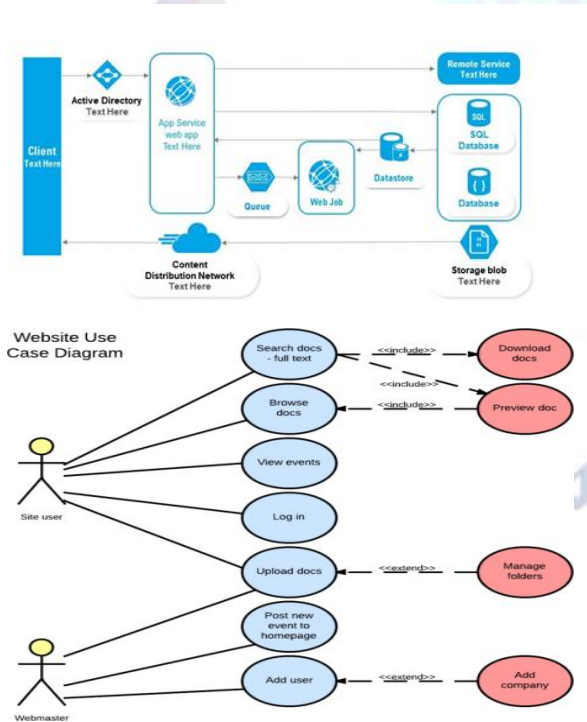 Remote Service
Text Here
Active Directory
Text Here
App Service
web app
Text Here
SQL
SQL
Database
Client
Text Here
Datastore
Queue
Web Job
{ }
Database
Content
Distribution Network
Text Here
Storage blob
Text Here
Website Use
Case Diagram
Search docs
- full text
<<include>>
Download
docs
<<include>>
Browse
docs
<<include>>
Preview doc
View events
Site user
Log in
Upload docs
<<extend>>
Manage
folders
Post new
event to
homepage
Add user
<<extend>>
Add
company
Webmaster